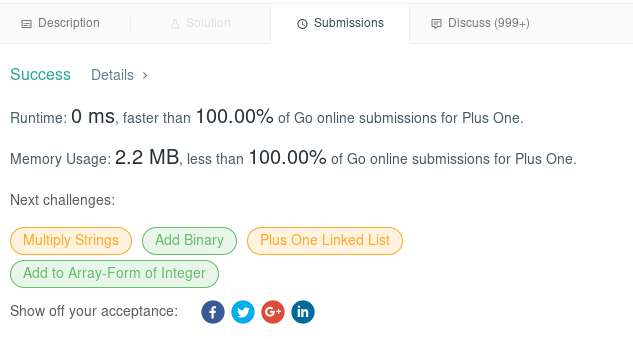 Description Solution Submissions Discuss (999+)
Success Details >
Runtime: 0 ms, faster than 100.00% of Go online submissions for Plus One.
Memory Usage: 2.2 MB, less than 100.00% of Go online submissions for Plus One.
Next challenges:
Multiply Strings Add Binary Plus One Linked List
Add to Array-Form of Integer
Show off your acceptance: f G+ in